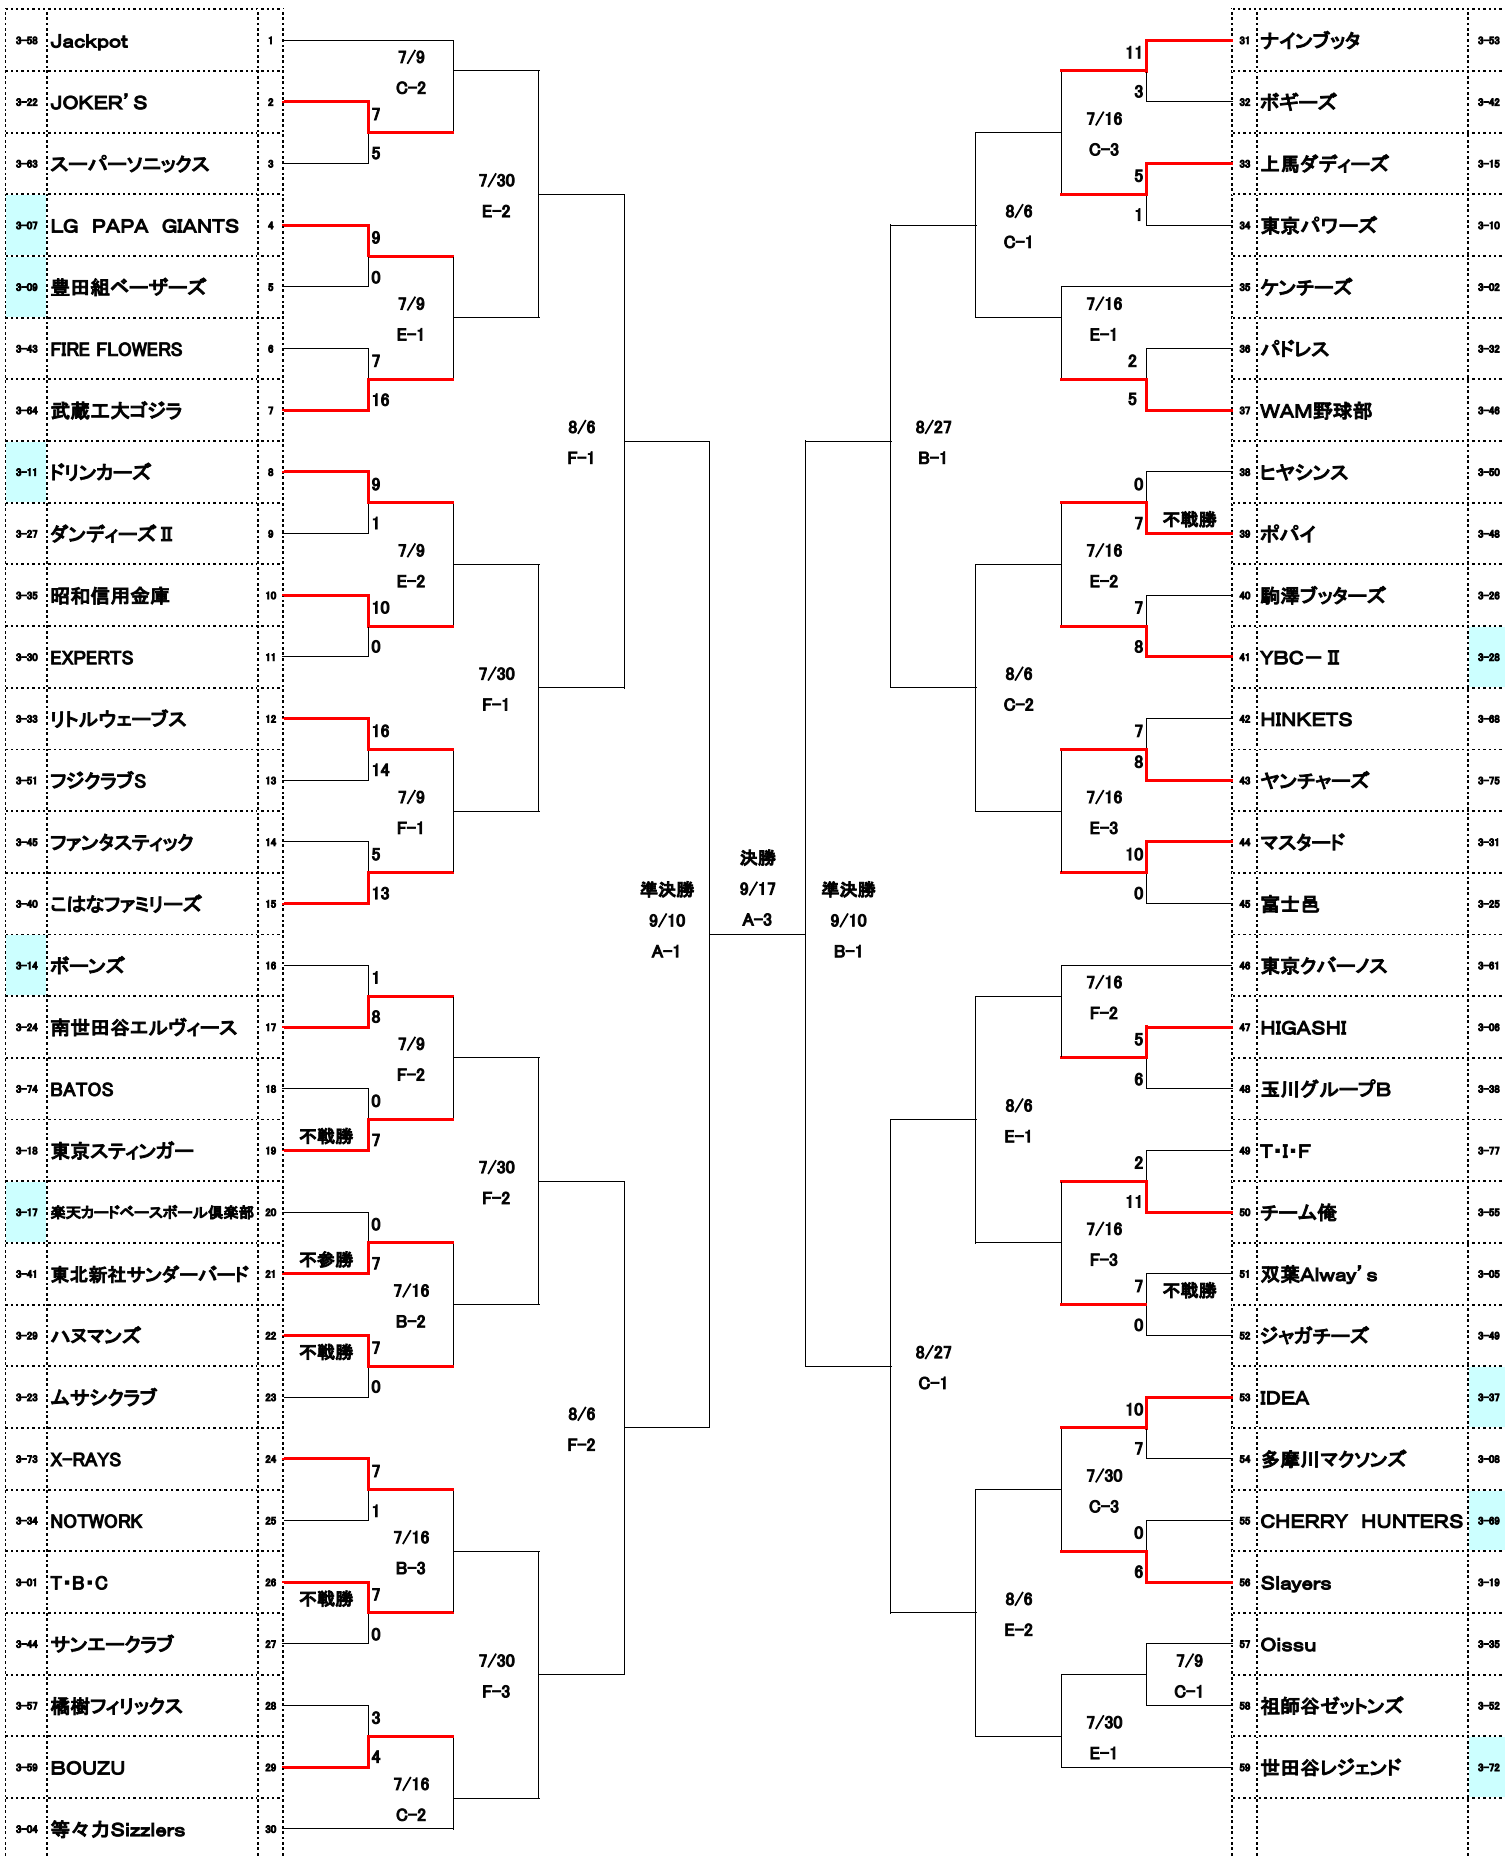 3-58 Jackpot 1
7/9
C-2
3-22 JOKER'S 2
7
5
3-63 スーパーソニックス 3
7/30
E-2
3-07 LG PAPA GIANTS 4
9
0
3-09 豊田組ベーザーズ 5
7/9
E-1
3-43 FIRE FLOWERS 6
7
16
3-64 武蔵工大ゴジラ 7
8/6
F-1
3-11 ドリンカーズ 8
9
1
3-27 ダンディーズⅡ 9
7/9
E-2
3-35 昭和信用金庫 10
10
0
3-30 EXPERTS 11
7/30
F-1
3-33 リトルウェーブス 12
16
14
3-51 フジクラブS 13
7/9
F-1
3-45 ファンタスティック 14
5
13
3-40 こはなファミリーズ 15
準決勝
9/10
A-1
決勝
9/17
A-3
準決勝
9/10
B-1
3-14 ボーンズ 16
1
8
3-24 南世田谷エルヴィース 17
7/9
F-2
3-74 BATOS 18
0
不戦勝 7
3-18 東京スティンガー 19
7/30
F-2
3-17 楽天カードベースボール倶楽部 20
0
不参勝 7
3-41 東北新社サンダーバード 21
7/16
B-2
3-29 ハヌマンズ 22
不戦勝 7
0
3-23 ムサシクラブ 23
8/6
F-2
3-73 X-RAYS 24
7
1
3-34 NOTWORK 25
7/16
B-3
3-01 T・B・C 26
不戦勝 7
0
3-44 サンエークラブ 27
7/30
F-3
3-57 橘樹フィリックス 28
3
4
3-59 BOUZU 29
7/16
C-2
3-04 等々力Sizzlers 30
31 ナインブッタ 3-53
11
3
32 ボギーズ 3-42
7/16
C-3
33 上馬ダディーズ 3-15
5
1
34 東京パワーズ 3-10
8/6
C-1
35 ケンチーズ 3-02
7/16
E-1
36 パドレス 3-32
2
5
37 WAM野球部 3-46
8/27
B-1
38 ヒヤシンス 3-50
0
7 不戦勝
39 ポパイ 3-48
7/16
E-2
40 駒澤ブッターズ 3-26
7
8
41 YBC-Ⅱ 3-28
8/6
C-2
42 HINKETS 3-68
7
8
43 ヤンチャーズ 3-75
7/16
E-3
44 マスタード 3-31
10
0
45 富士邑 3-25
46 東京クバーノス 3-61
7/16
F-2
47 HIGASHI 3-06
5
6
48 玉川グループB 3-38
8/6
E-1
49 T・I・F 3-77
2
11
50 チーム俺 3-55
7/16
F-3
51 双葉Alway's 3-05
7 不戦勝
0
52 ジャガチーズ 3-49
8/27
C-1
53 IDEA 3-37
10
7
54 多摩川マクソンズ 3-08
7/30
C-3
55 CHERRY HUNTERS 3-69
0
6
56 Slayers 3-19
8/6
E-2
57 Oissu 3-35
7/9
C-1
58 祖師谷ゼットンズ 3-52
7/30
E-1
59 世田谷レジェンド 3-72